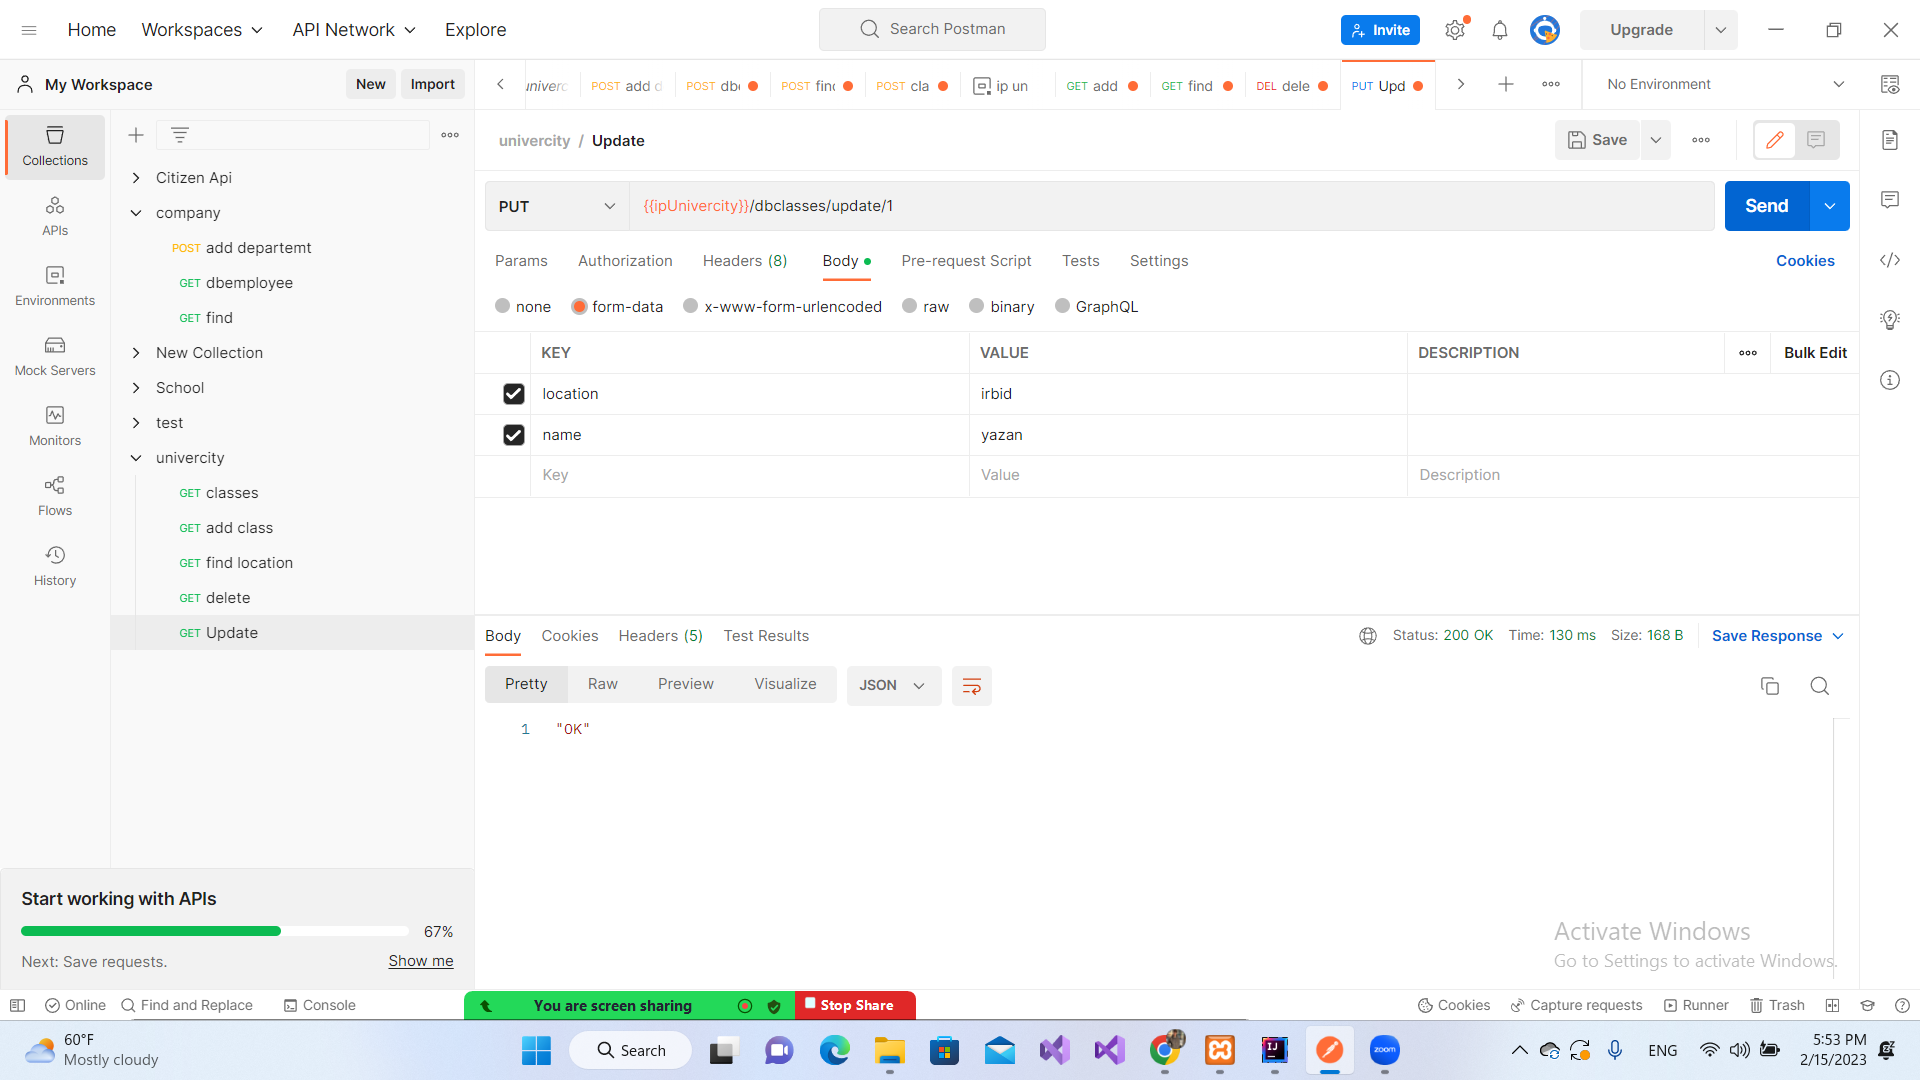 Home
Workspaces
API Network
Explore
Search Postman
Invite
Upgrade
My Workspace
New
Import
POST add
POST
POST
POST cla
ip un
GET add
GET find
DEL dele
PUT Upd
No Environment
Collections
APIs
Environments
Mock Servers
Monitors
Flows
History
Citizen Api
company
POST add departemt
GET dbemployee
GET find
New Collection
School
test
univercity
GET classes
GET add class
GET find location
GET delete
GET Update
univercity / Update
Save
PUT
{{ipUnivercity}}/dbclasses/update/1
Send
Params
Authorization
Headers (8)
Body
Pre-request Script
Tests
Settings
Cookies
none
form-data
x-www-form-urlencoded
raw
binary
GraphQL
KEY
VALUE
DESCRIPTION
Bulk Edit
location
irbid
name
yazan
Key
Value
Description
Body
Cookies
Headers (5)
Test Results
Status: 200 OK
Time: 130 ms
Size: 168 B
Save Response
Pretty
Raw
Preview
Visualize
JSON
1 "OK"
Start working with APIs
67%
Next: Save requests.
Show me
Activate Windows
Go to Settings to activate Windows.
Online
Find and Replace
Console
You are screen sharing
Stop Share
Cookies
Capture requests
Runner
Trash
60°F
Mostly cloudy
Search
zoom
ENG
5:53 PM
2/15/2023